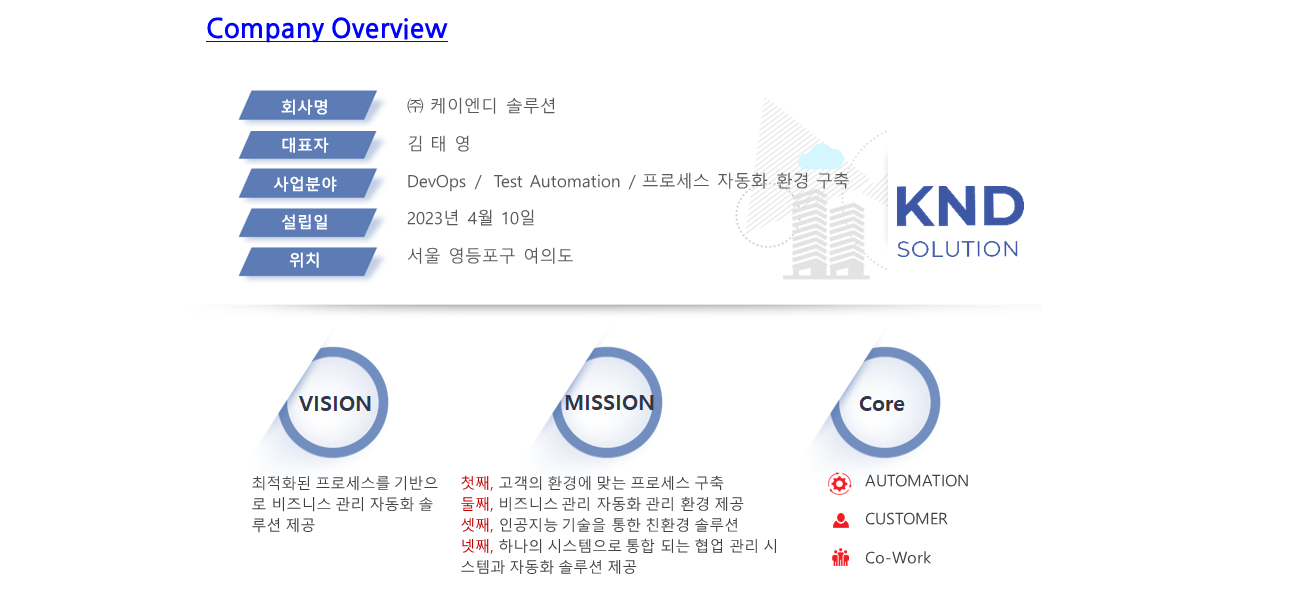 Company Overview
회사명
㈜ 케이엔디 솔루션
대표자
김 태 영
사업분야
DevOps / Test Automation / 프로세스 자동화 환경 구축
설립일
2023년 4월 10일
위치
서울 영등포구 여의도
KND
SOLUTION
VISION
최적화된 프로세스를 기반으
로 비즈니스 관리 자동화 솔
루션 제공
MISSION
첫째, 고객의 환경에 맞는 프로세스 구축
둘째, 비즈니스 관리 자동화 관리 환경 제공
셋째, 인공지능 기술을 통한 친환경 솔루션
넷째, 하나의 시스템으로 통합 되는 협업 관리 시
스템과 자동화 솔루션 제공
Core
AUTOMATION
CUSTOMER
Co-Work